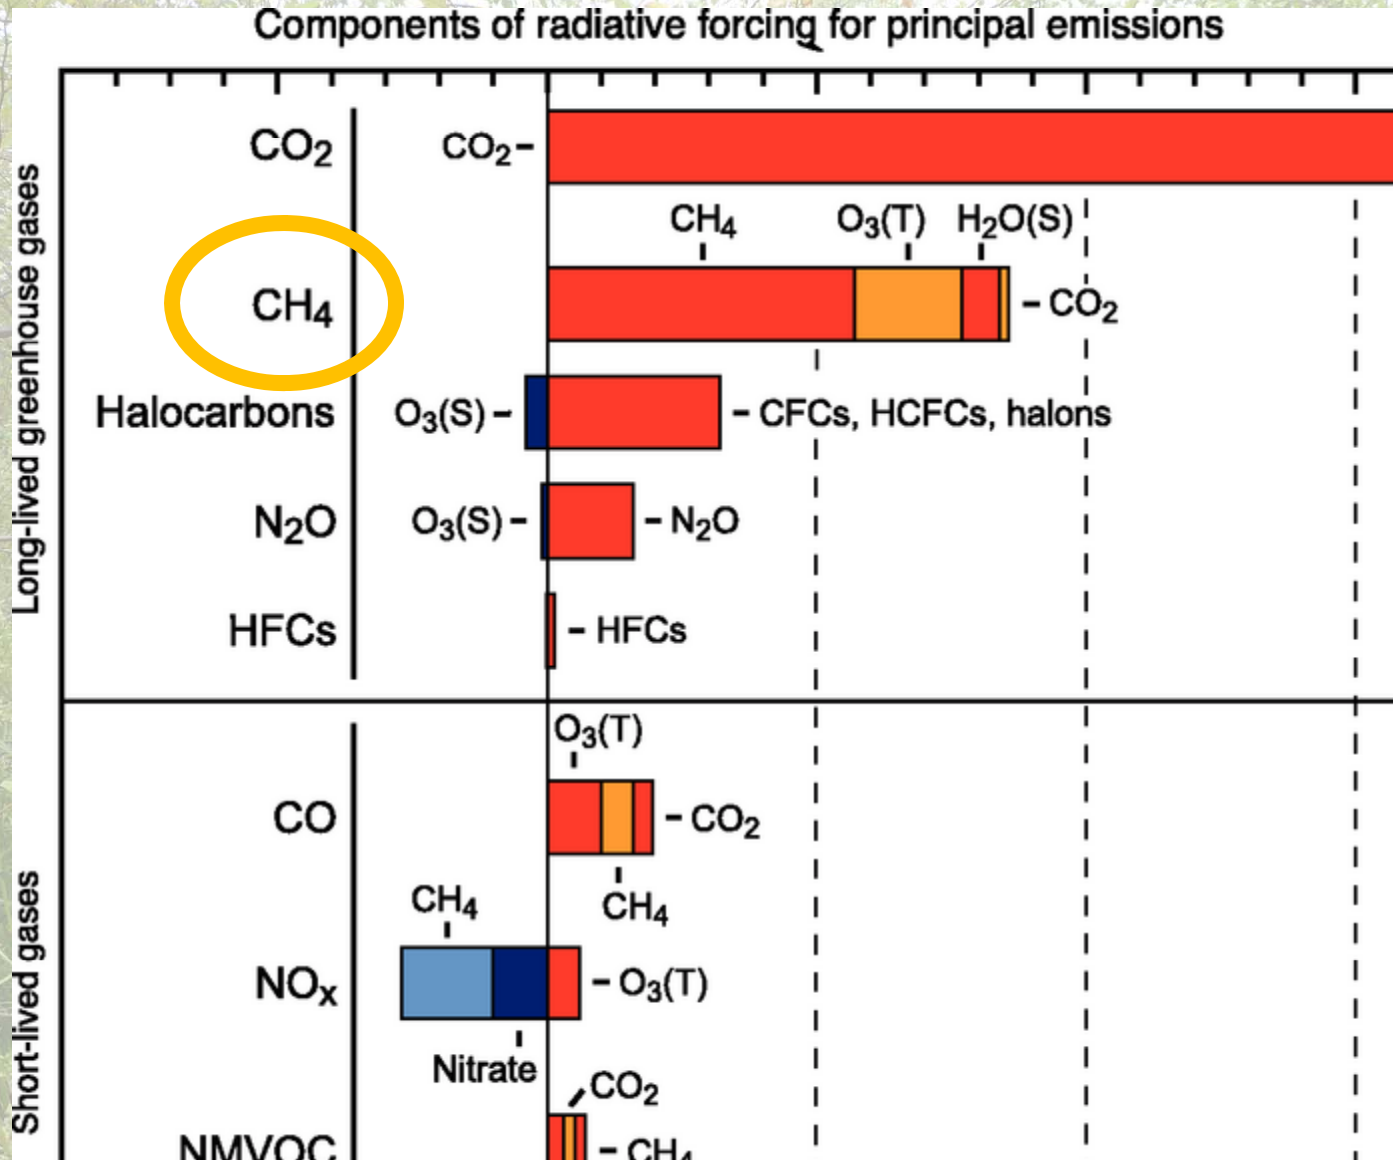 Components of radiative forcing for principal emissions
Long-lived greenhouse gases
CO₂
CO₂
CH₄
CH₄
O₃(T)
H₂O(S)
CO₂
Halocarbons
O₃(S)
CFCs, HCFCs, halons
N₂O
O₃(S)
N₂O
HFCs
HFCs
Short-lived gases
CO
O₃(T)
CO₂
CH₄
NOₓ
CH₄
O₃(T)
Nitrate
NMVOC
CO₂
CH₄